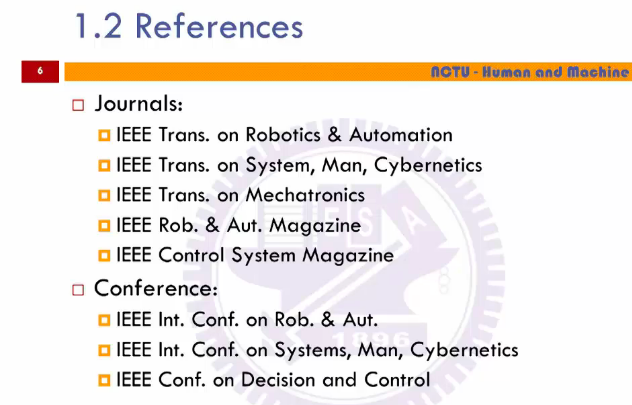 1.2 References
6
NCTU - Human and Machine
Journals:
IEEE Trans. on Robotics & Automation
IEEE Trans. on System, Man, Cybernetics
IEEE Trans. on Mechatronics
IEEE Rob. & Aut. Magazine
IEEE Control System Magazine
Conference:
IEEE Int. Conf. on Rob. & Aut.
IEEE Int. Conf. on Systems, Man, Cybernetics
IEEE Conf. on Decision and Control
1896